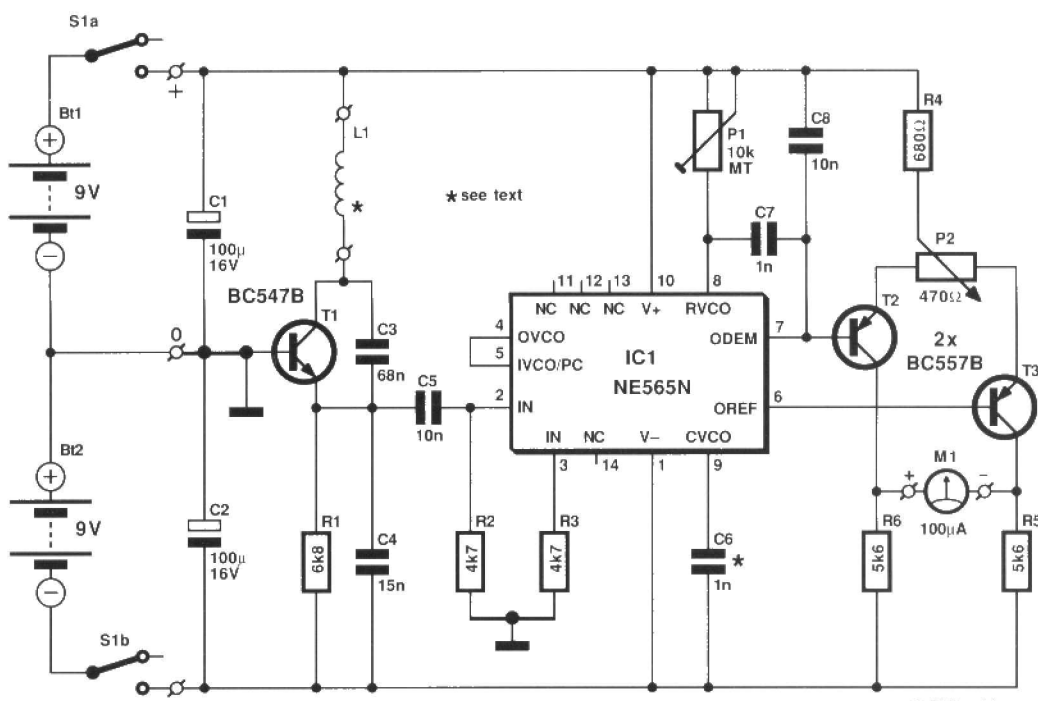 S1a
+
Bt1
+
9V
−
L1
*
* see text
C1
100µ
16V
P1
10k
MT
C8
10n
R4
680Ω
C7
1n
P2
470Ω
BC547B
T1
C3
68n
0
11 12 13 10 8
NC NC NC V+ RVCO
4
OVCO
5
IVCO/PC
IC1
NE565N
ODEM
7
2
IN
OREF
6
IN NC V− CVCO
3 14 1 9
T2
2x
BC557B
T3
C5
10n
Bt2
+
9V
−
C2
100µ
16V
R1
6k8
C4
15n
R2
4k7
R3
4k7
C6
*
1n
M1
+
−
100µA
R6
5k6
R5
5k6
S1b
−